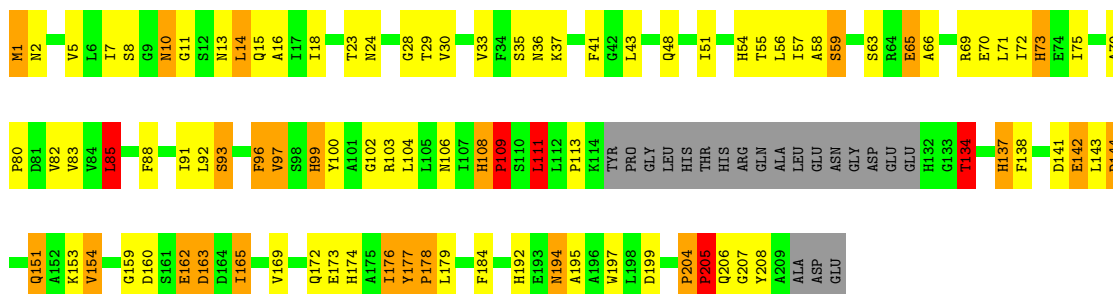 M1 N2 V5 L6 I7 S8 G9 N10 G11 S12 N13 L14 Q15 A16 I17 I18 T23 N24 G28 T29 V30 V33 F34 S35 N36 K37 F41 G42 L43 Q48 I51 H54 T55 L56 I57 A58 S59 S63 R64 E65 A66 R69 E70 L71 I72 H73 E74 I75
P80 D81 V82 V83 V84 L85 F88 I91 L92 S93 F96 V97 S98 H99 Y100 A101 G102 R103 L104 L105 N106 I107 H108 P109 S110 L111 L112 P113 K114 TYR PRO GLY LEU HIS THR HIS ARG GLN ALA LEU GLU ASN GLY ASP GLU GLU H132 G133 T134 H137 F138 D141 E142 L143
Q151 A152 K153 V154 G159 D160 S161 E162 D163 D164 I165 V169 Q172 E173 H174 A175 I176 Y177 P178 L179 F184 H192 E193 N194 A195 A196 W197 L198 D199 P204 P205 Q206 G207 Y208 A209 ALA ASP GLU